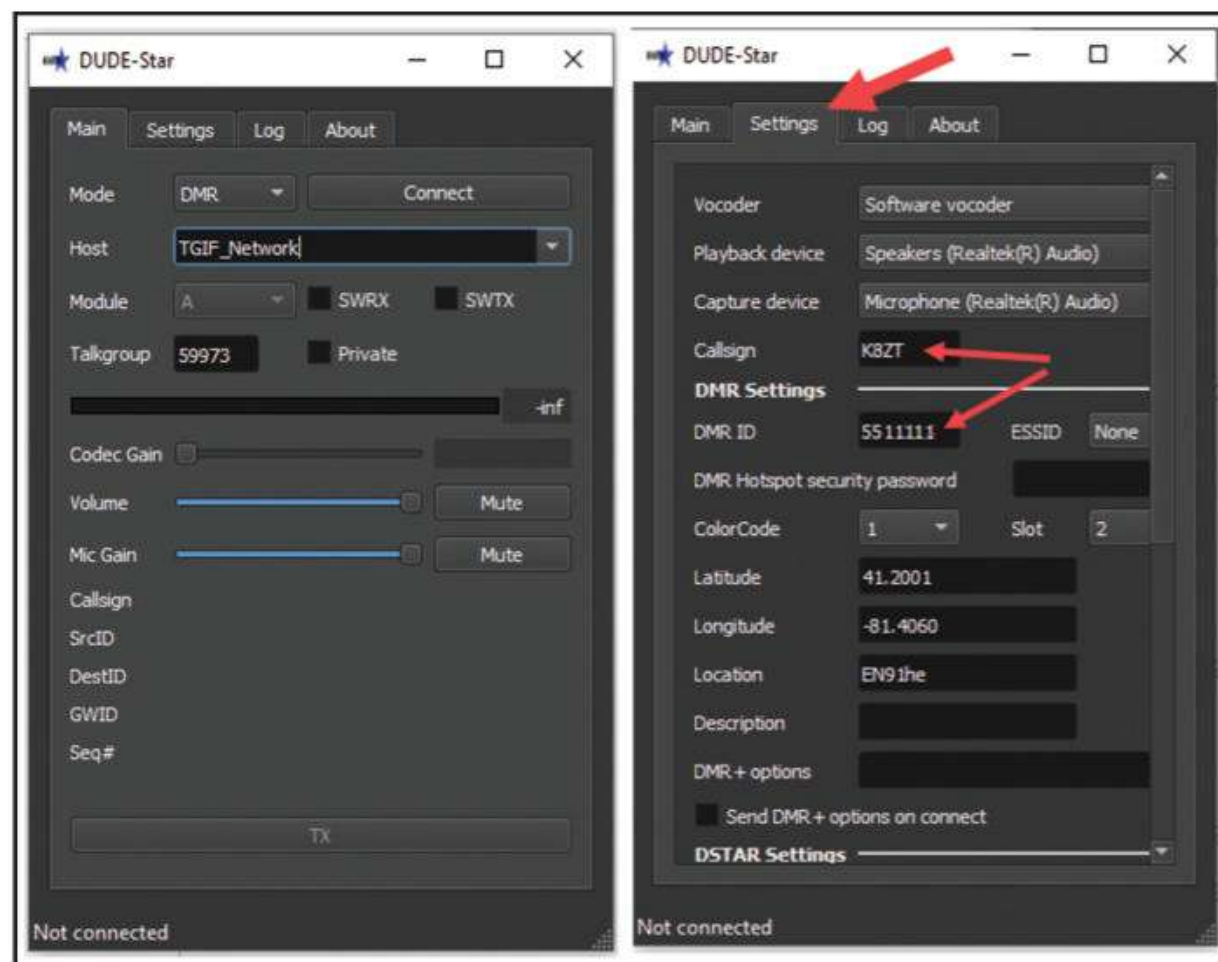 DUDE-Star
Main Settings Log About
Mode DMR Connect
Host TGIF_Network
Module A SWRX SWTX
Talkgroup 59973 Private
-inf
Codec Gain
Volume Mute
Mic Gain Mute
Callsign
SrcID
DestID
GWID
Seq#
TX
Not connected
DUDE-Star
Main Settings Log About
Vocoder Software vocoder
Playback device Speakers (Realtek(R) Audio)
Capture device Microphone (Realtek(R) Audio)
Callsign K8ZT
DMR Settings
DMR ID 5511111 ESSID None
DMR Hotspot security password
ColorCode 1 Slot 2
Latitude 41.2001
Longitude -81.4060
Location EN91he
Description
DMR+ options
Send DMR+ options on connect
DSTAR Settings
Not connected